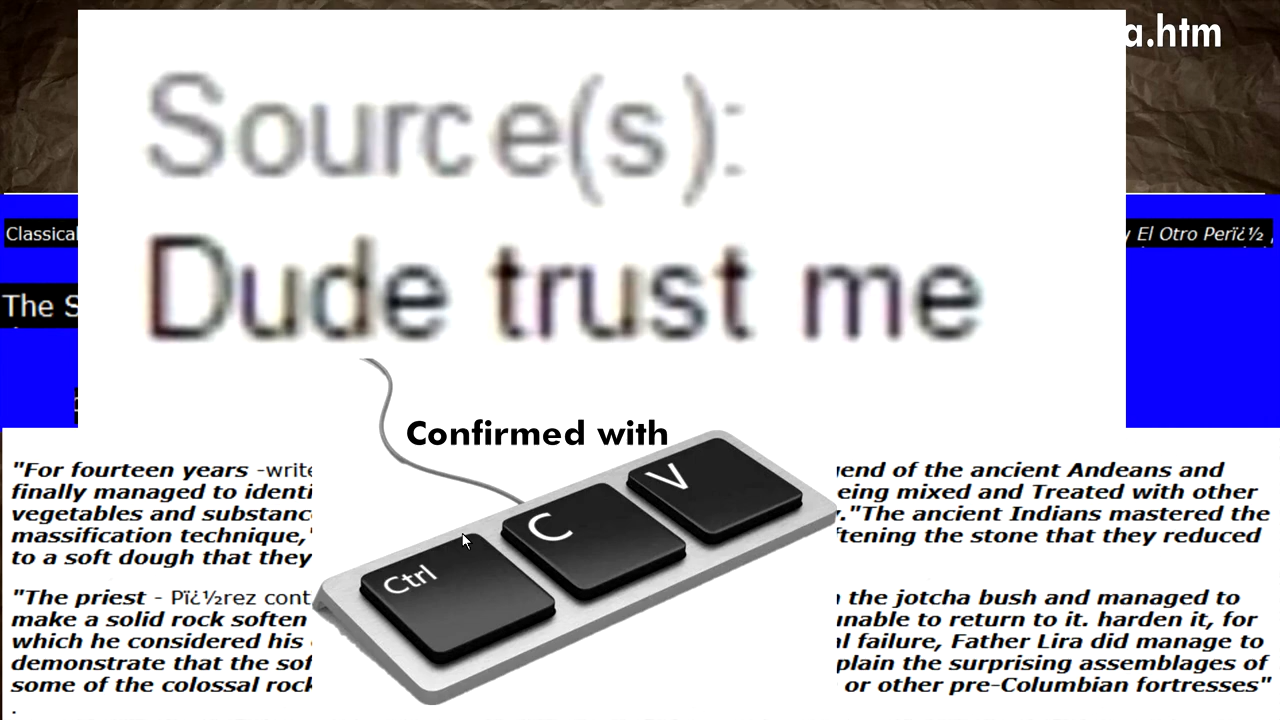 a.htm
Source(s):
Dude trust me
Classical
y El Otro Perï¿½
The S
Confirmed with
Ctrl
C
V
"For fourteen years -write
end of the ancient Andeans and
finally managed to identi
eing mixed and Treated with other
vegetables and substanc
."The ancient Indians mastered the
massification technique,"
ftening the stone that they reduced
to a soft dough that they
"The priest - Pï¿½rez cont
the jotcha bush and managed to
make a solid rock soften
unable to return to it. harden it, for
which he considered his
l failure, Father Lira did manage to
demonstrate that the sof
plain the surprising assemblages of
some of the colossal rock
or other pre-Columbian fortresses"
.